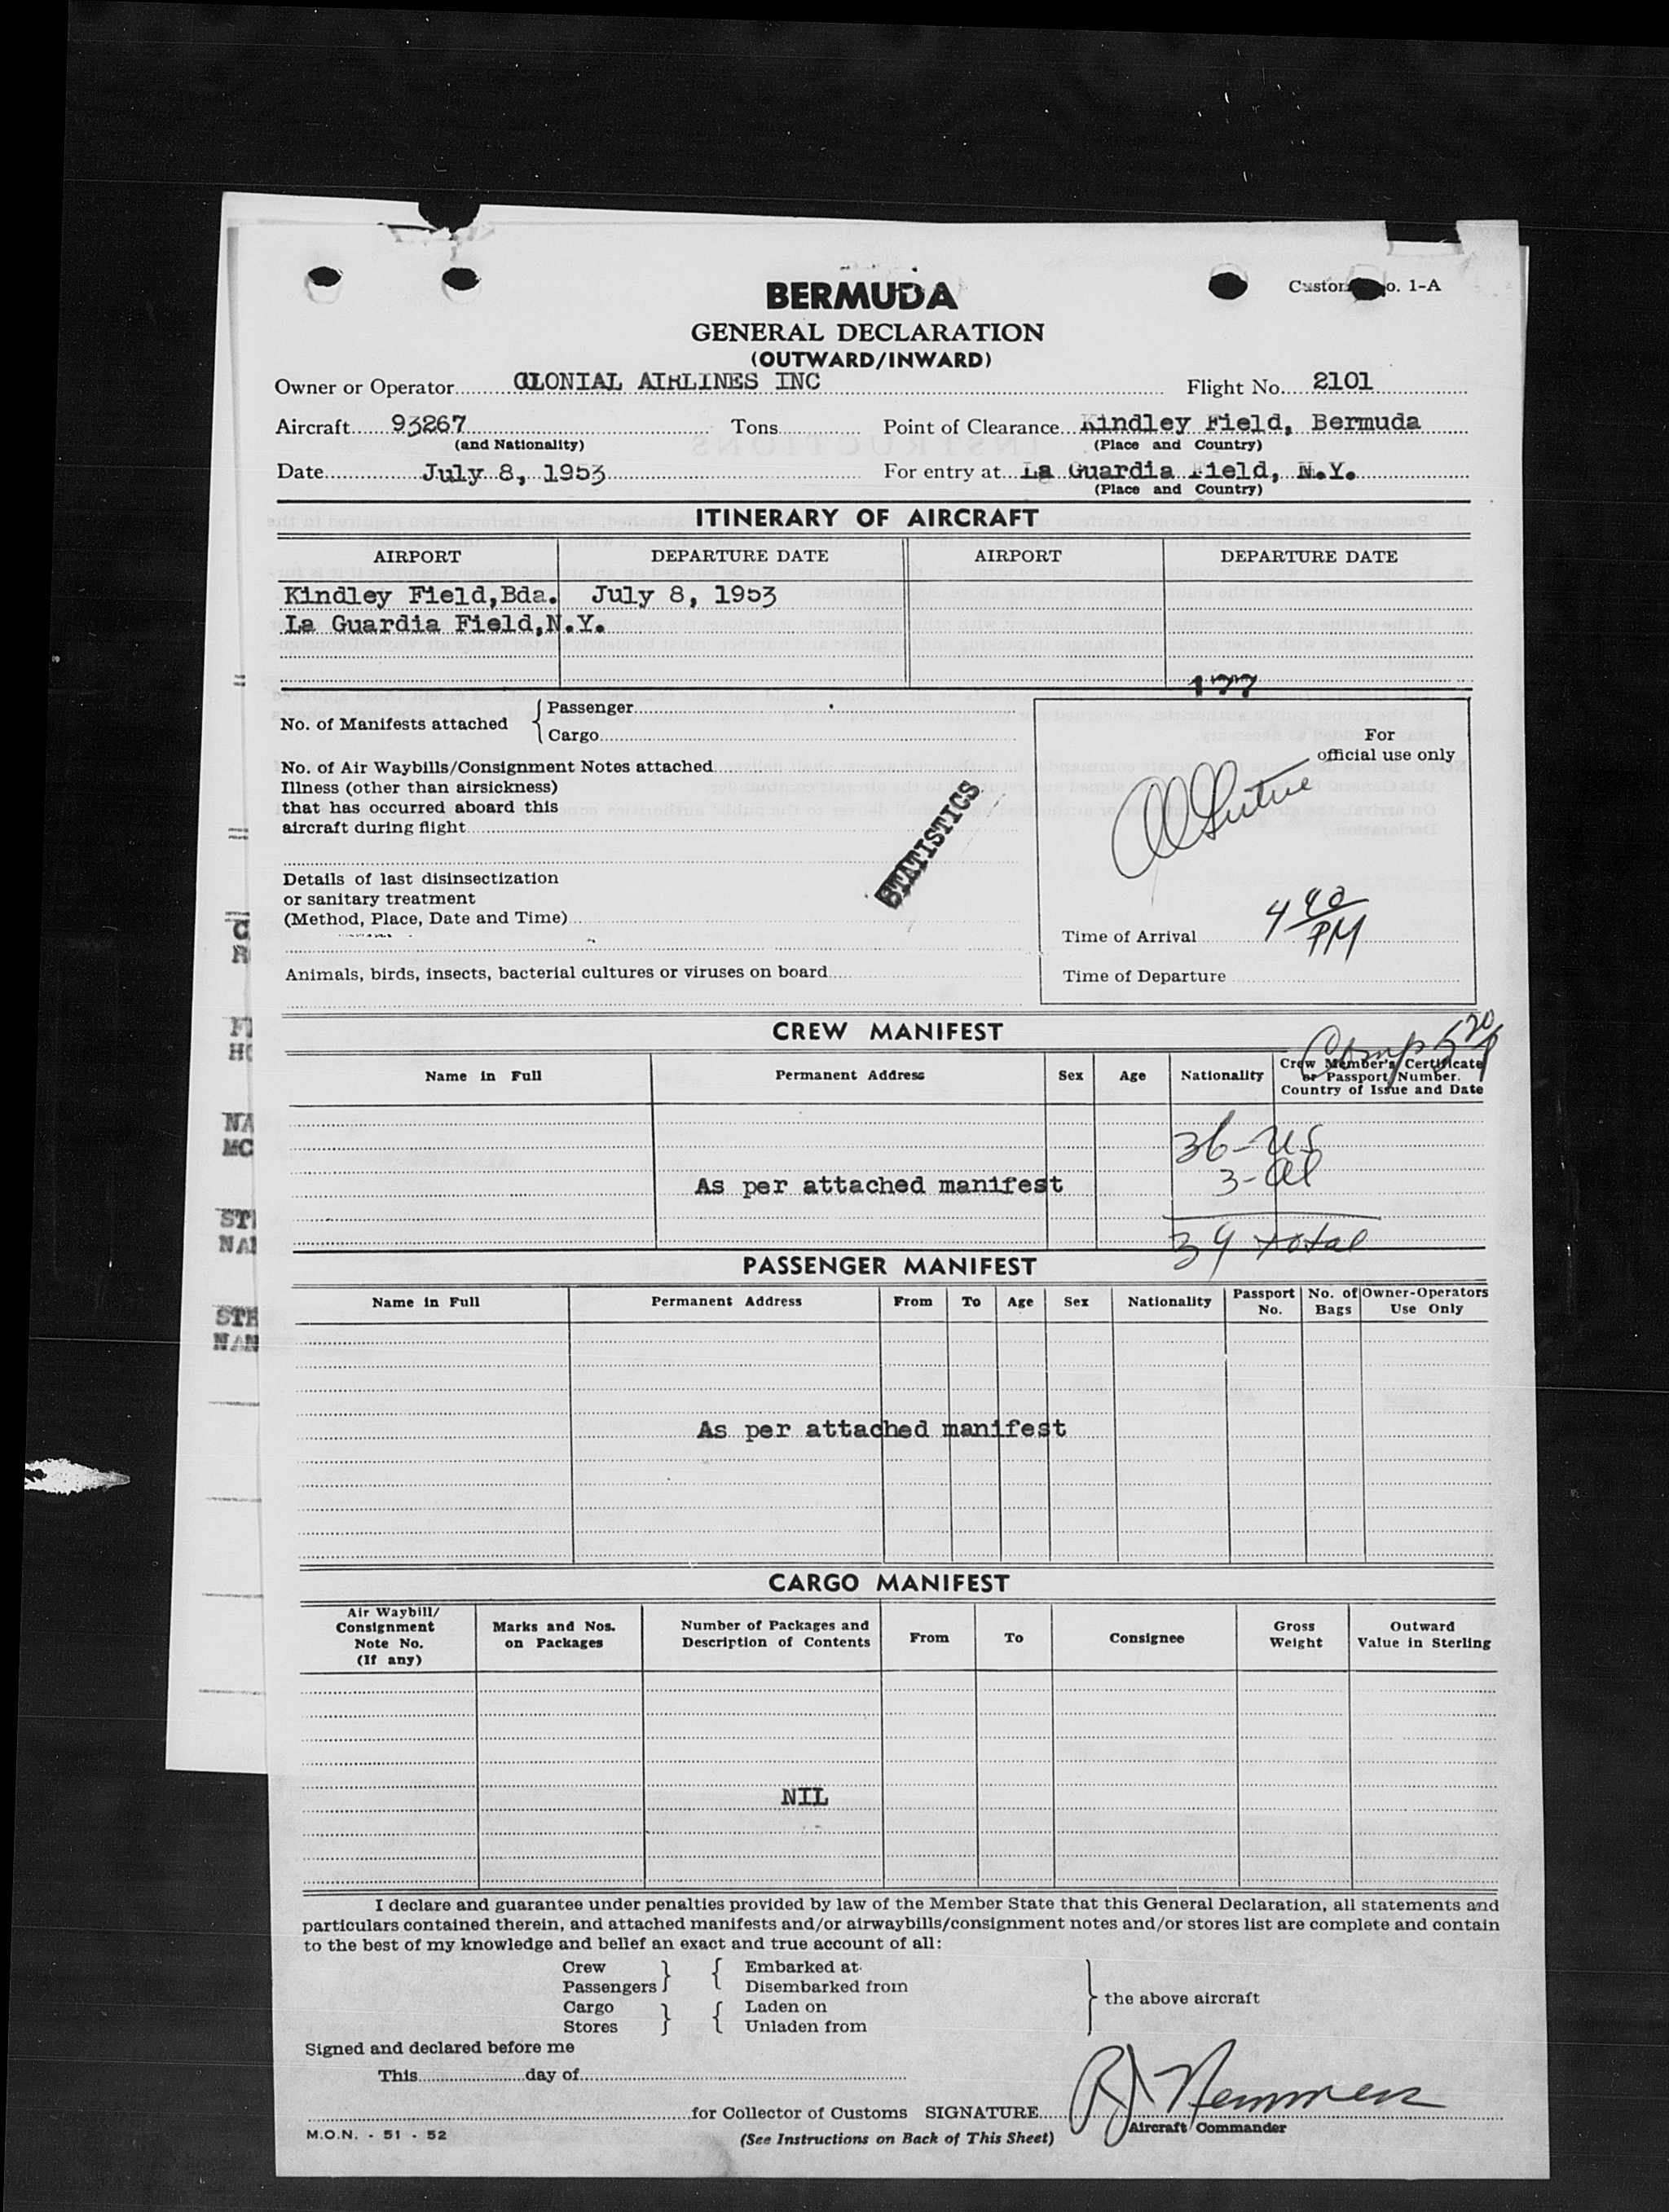 BERMUDA
Custom o. 1-A
GENERAL DECLARATION
(OUTWARD/INWARD)
Owner or Operator COLONIAL AIRLINES INC Flight No. 2101
Aircraft 93267 Tons Point of Clearance Kindley Field, Bermuda
(and Nationality) (Place and Country)
Date July 8, 1953 For entry at La Guardia Field, N.Y.
(Place and Country)
ITINERARY OF AIRCRAFT
AIRPORT DEPARTURE DATE AIRPORT DEPARTURE DATE
Kindley Field,Bda. July 8, 1953
La Guardia Field,N.Y.
177
No. of Manifests attached { Passenger
Cargo
For
official use only
No. of Air Waybills/Consignment Notes attached
Illness (other than airsickness)
that has occurred aboard this
aircraft during flight
STATISTICS
Details of last disinsectization
or sanitary treatment
(Method, Place, Date and Time)
Time of Arrival 4 40 PM
Animals, birds, insects, bacterial cultures or viruses on board
Time of Departure
CREW MANIFEST
Comp 5 20 P
Name in Full Permanent Address Sex Age Nationality Crew Member's Certificate
or Passport Number.
Country of Issue and Date
36-US
3-al
As per attached manifest
39 total
PASSENGER MANIFEST
Name in Full Permanent Address From To Age Sex Nationality Passport No. No. of Bags Owner-Operators Use Only
As per attached manifest
CARGO MANIFEST
Air Waybill/ Consignment Note No. (If any) Marks and Nos. on Packages Number of Packages and Description of Contents From To Consignee Gross Weight Outward Value in Sterling
NIL
I declare and guarantee under penalties provided by law of the Member State that this General Declaration, all statements and
particulars contained therein, and attached manifests and/or airwaybills/consignment notes and/or stores list are complete and contain
to the best of my knowledge and belief an exact and true account of all:
Crew } { Embarked at
Passengers Disembarked from
Cargo } { Laden on
Stores Unladen from
} the above aircraft
Signed and declared before me
This day of
for Collector of Customs SIGNATURE
Aircraft Commander
M.O.N. - 51 - 52
(See Instructions on Back of This Sheet)
NA
MC
ST
NA
STE
NAN